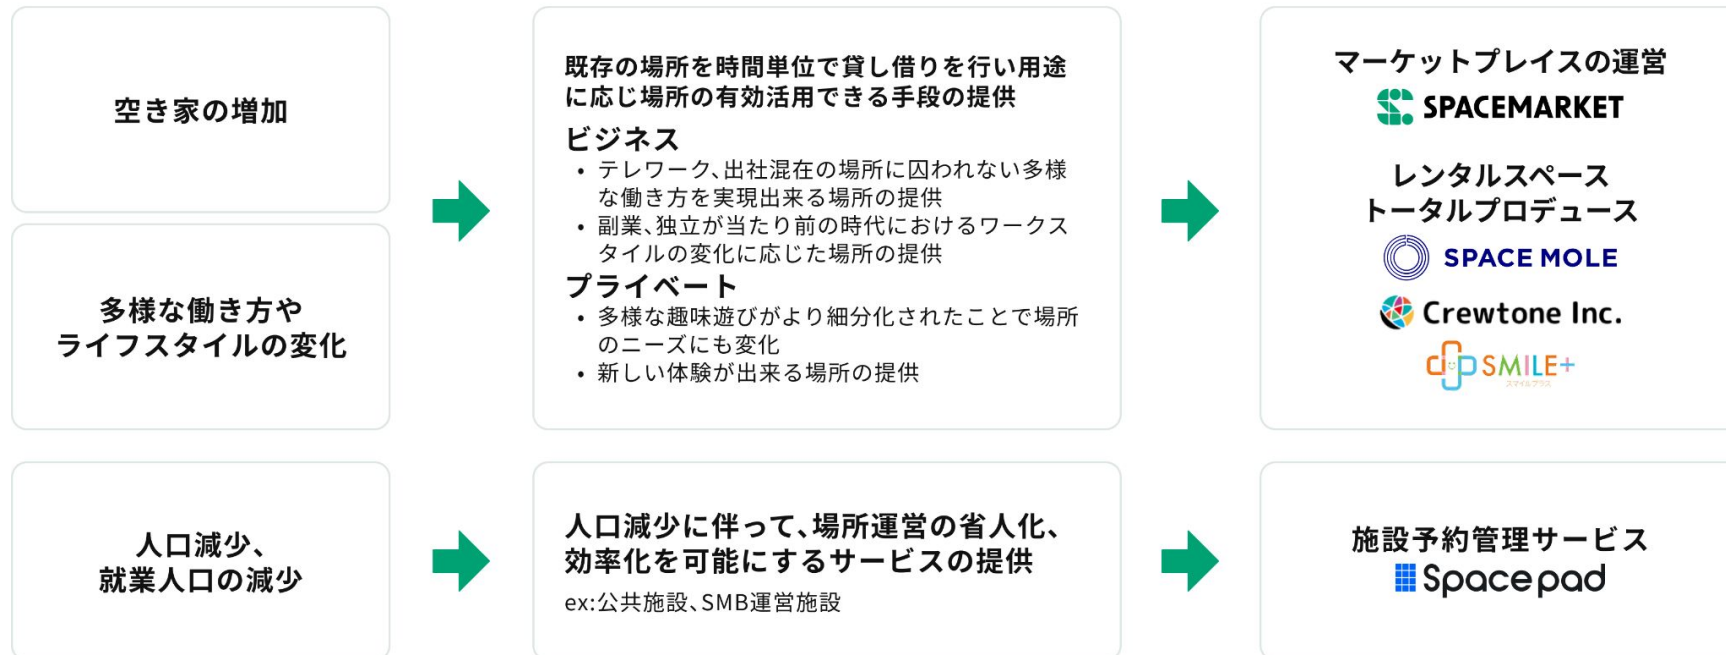 空き家の増加
多様な働き方や
ライフスタイルの変化
既存の場所を時間単位で貸し借りを行い用途
に応じ場所の有効活用できる手段の提供
ビジネス
• テレワーク、出社混在の場所に囚われない多様
な働き方を実現出来る場所の提供
• 副業、独立が当たり前の時代におけるワークス
タイルの変化に応じた場所の提供
プライベート
• 多様な趣味遊びがより細分化されたことで場所
のニーズにも変化
• 新しい体験が出来る場所の提供
マーケットプレイスの運営
SPACEMARKET
レンタルスペース
トータルプロデュース
SPACE MOLE
Crewtone Inc.
SMILE+
スマイルプラス
人口減少、
就業人口の減少
人口減少に伴って、場所運営の省人化、
効率化を可能にするサービスの提供
ex:公共施設、SMB運営施設
施設予約管理サービス
Spacepad